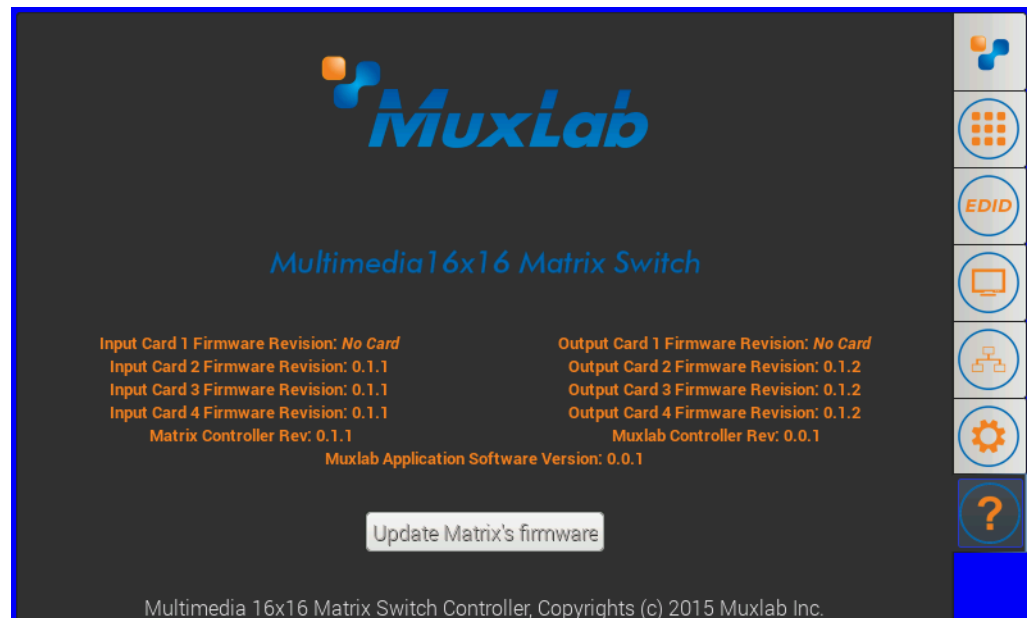 MuxLab
Multimedia16x16 Matrix Switch
Input Card 1 Firmware Revision: No Card
Input Card 2 Firmware Revision: 0.1.1
Input Card 3 Firmware Revision: 0.1.1
Input Card 4 Firmware Revision: 0.1.1
Matrix Controller Rev: 0.1.1
Output Card 1 Firmware Revision: No Card
Output Card 2 Firmware Revision: 0.1.2
Output Card 3 Firmware Revision: 0.1.2
Output Card 4 Firmware Revision: 0.1.2
Muxlab Controller Rev: 0.0.1
Muxlab Application Software Version: 0.0.1
Update Matrix's firmware
Multimedia 16x16 Matrix Switch Controller, Copyrights (c) 2015 Muxlab Inc.
EDID
?